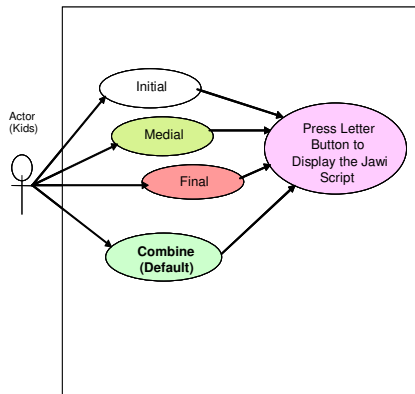 Actor
(Kids)
Initial
Medial
Final
Combine
(Default)
Press Letter
Button to
Display the Jawi
Script